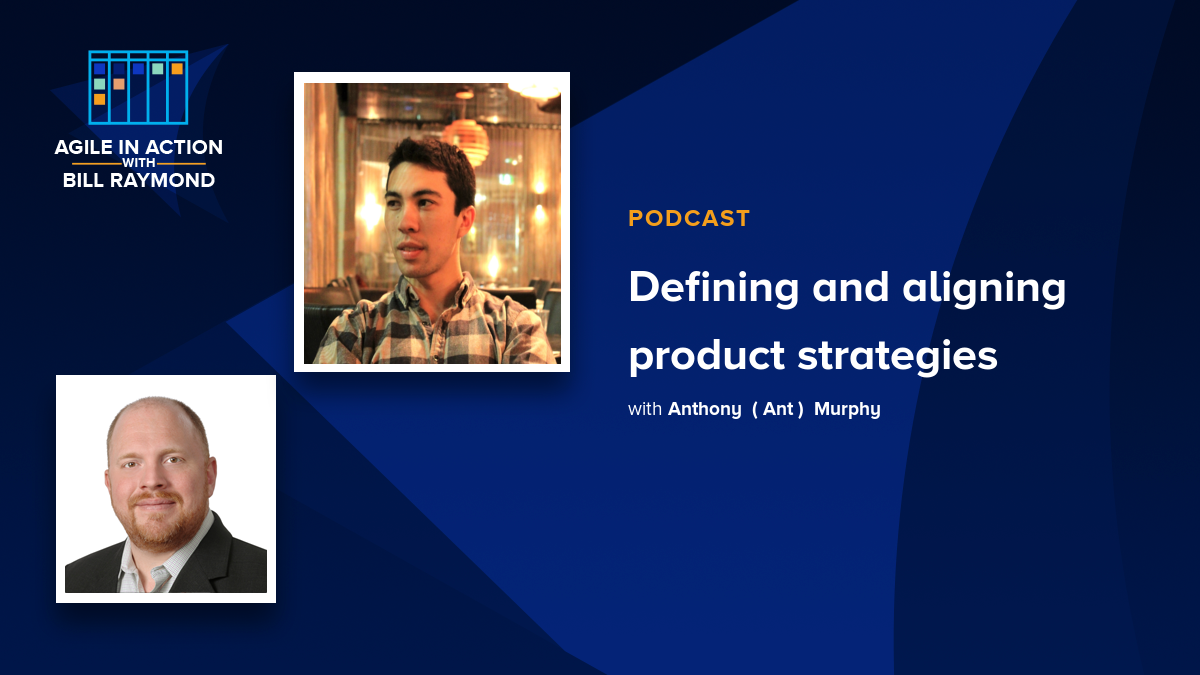 AGILE IN ACTION
WITH
BILL RAYMOND
PODCAST
Defining and aligning
product strategies
with Anthony ( Ant ) Murphy